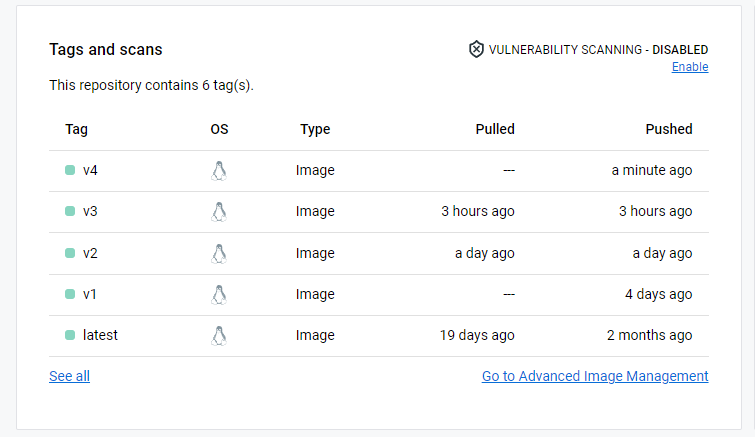 Tags and scans
VULNERABILITY SCANNING - DISABLED
Enable
This repository contains 6 tag(s).
Tag OS Type Pulled Pushed
v4 Image --- a minute ago
v3 Image 3 hours ago 3 hours ago
v2 Image a day ago a day ago
v1 Image --- 4 days ago
latest Image 19 days ago 2 months ago
See all Go to Advanced Image Management